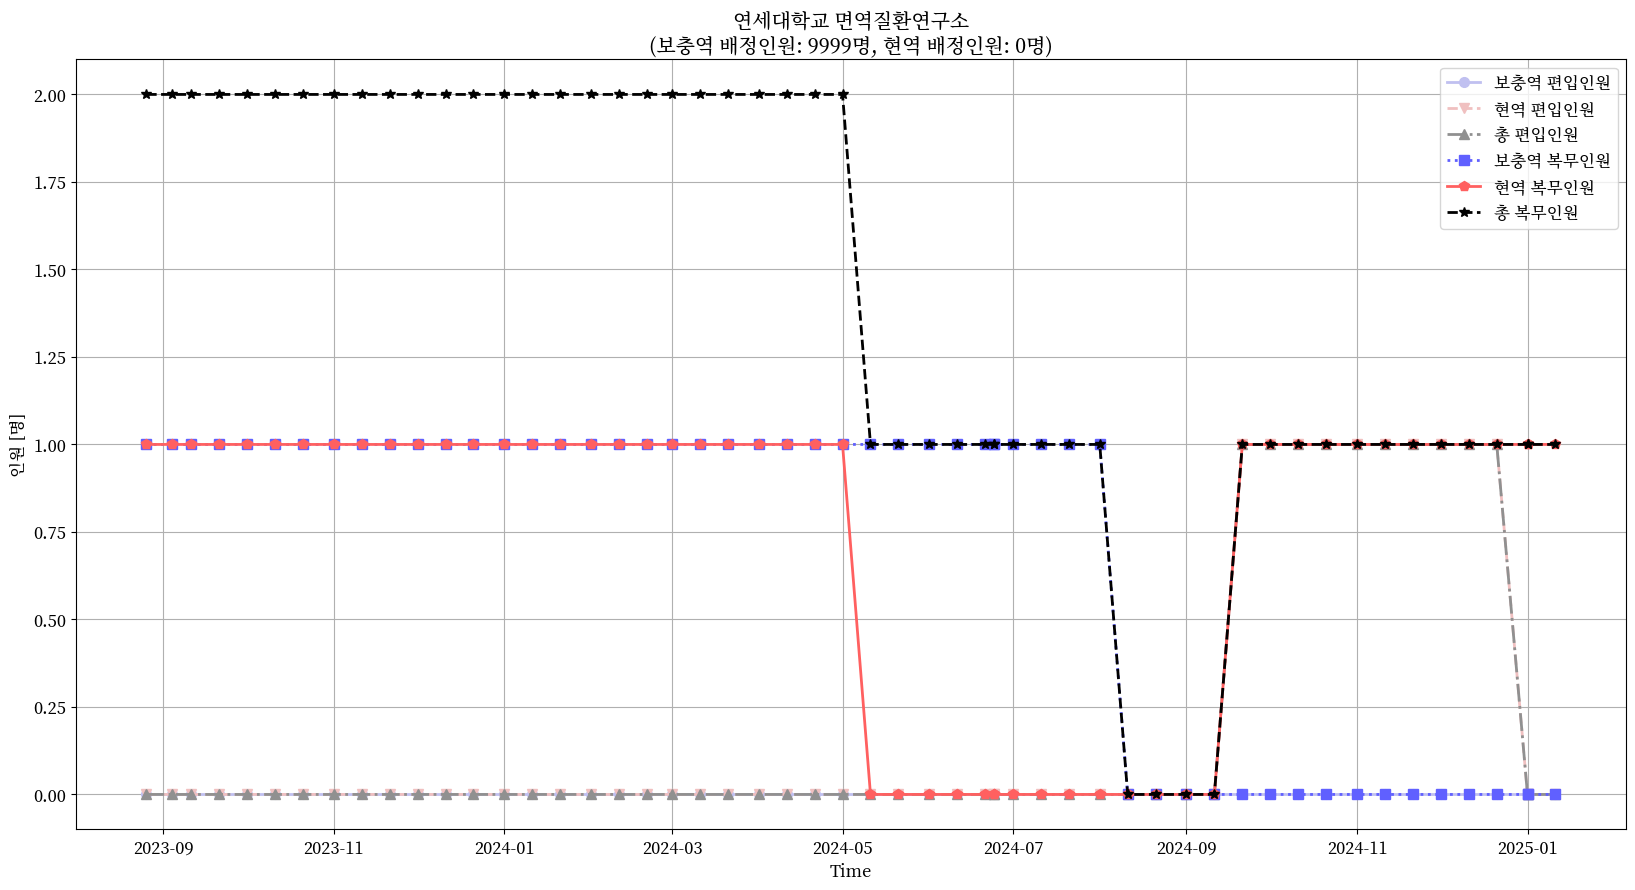 연세대학교 면역질환연구소
(보충역 배정인원: 9999명, 현역 배정인원: 0명)
보충역 편입인원
현역 편입인원
총 편입인원
보충역 복무인원
현역 복무인원
총 복무인원
인원 [명]
2.00
1.75
1.50
1.25
1.00
0.75
0.50
0.25
0.00
2023-09
2023-11
2024-01
2024-03
2024-05
2024-07
2024-09
2024-11
2025-01
Time